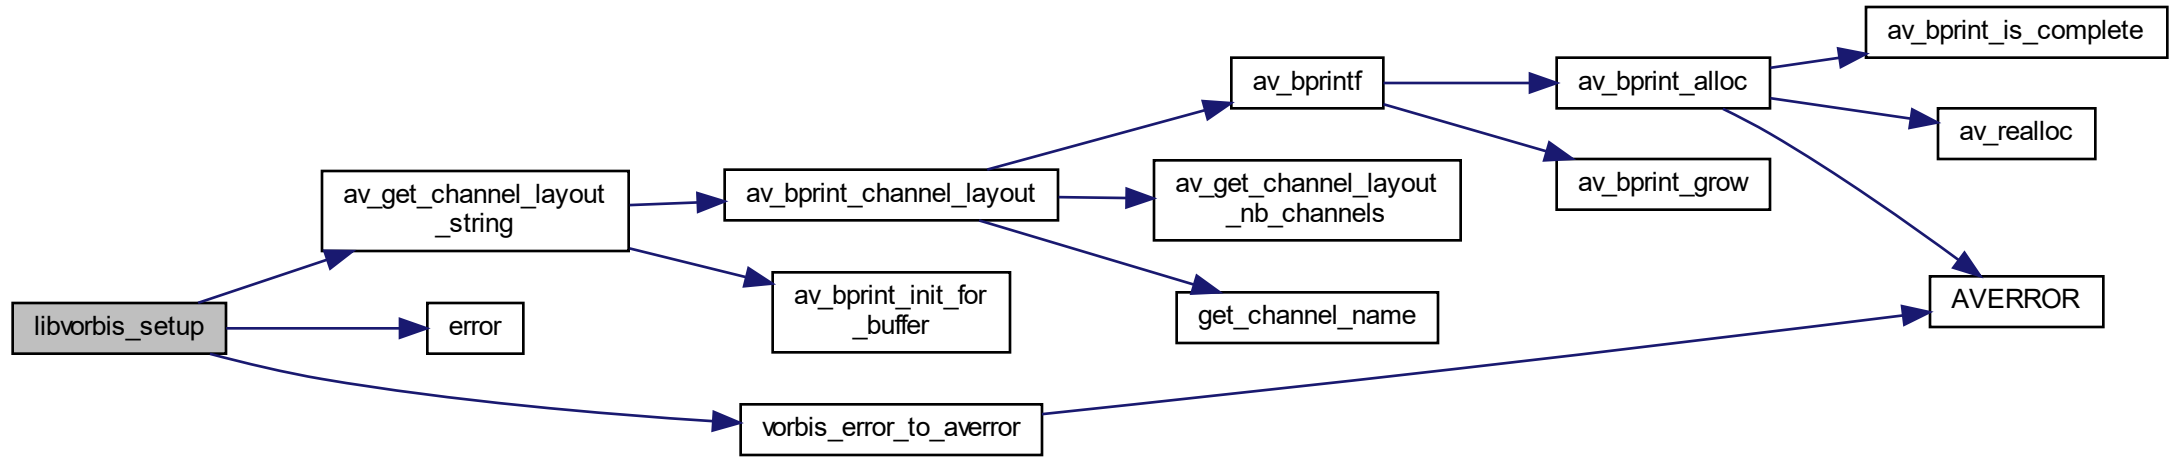 av_bprint_is_complete
av_bprintf
av_bprint_alloc
av_realloc
av_get_channel_layout
_string
av_bprint_channel_layout
av_get_channel_layout
_nb_channels
av_bprint_grow
libvorbis_setup
error
av_bprint_init_for
_buffer
get_channel_name
AVERROR
vorbis_error_to_averror